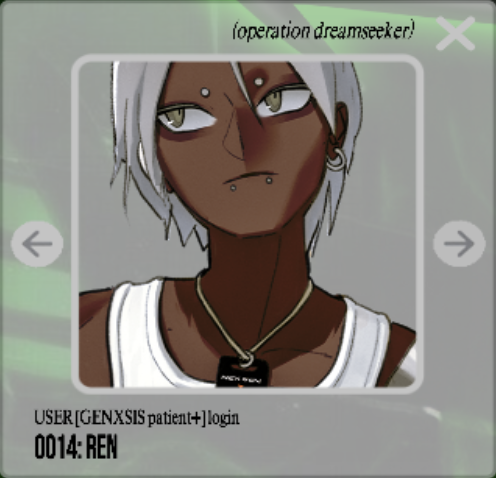 (operation dreamseeker)
USER [GENXSIS patient+] login
0014: REN